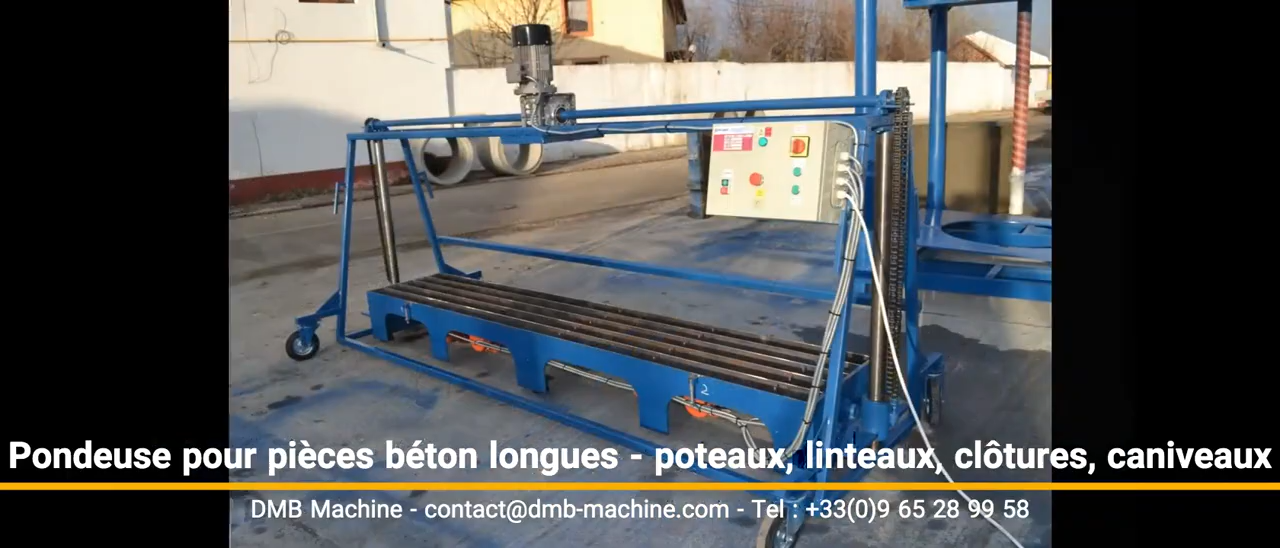 2
Pondeuse pour pièces béton longues - poteaux, linteaux, clôtures, caniveaux
DMB Machine - contact@dmb-machine.com - Tel : +33(0)9 65 28 99 58